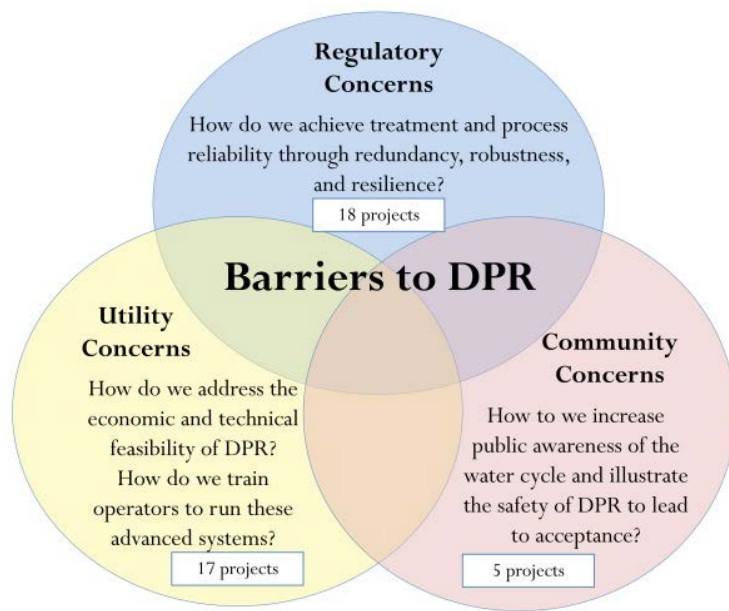 Regulatory
Concerns
How do we achieve treatment and process
reliability through redundancy, robustness,
and resilience?
18 projects
Barriers to DPR
Utility
Concerns
How do we address the
economic and technical
feasibility of DPR?
How do we train
operators to run these
advanced systems?
17 projects
Community
Concerns
How to we increase
public awareness of the
water cycle and illustrate
the safety of DPR to lead
to acceptance?
5 projects